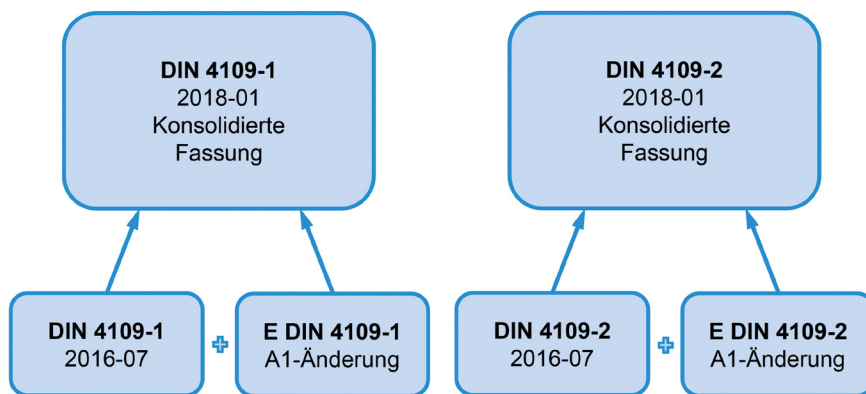 DIN 4109-1
2018-01
Konsolidierte
Fassung
DIN 4109-2
2018-01
Konsolidierte
Fassung
DIN 4109-1
2016-07
E DIN 4109-1
A1-Änderung
DIN 4109-2
2016-07
E DIN 4109-2
A1-Änderung